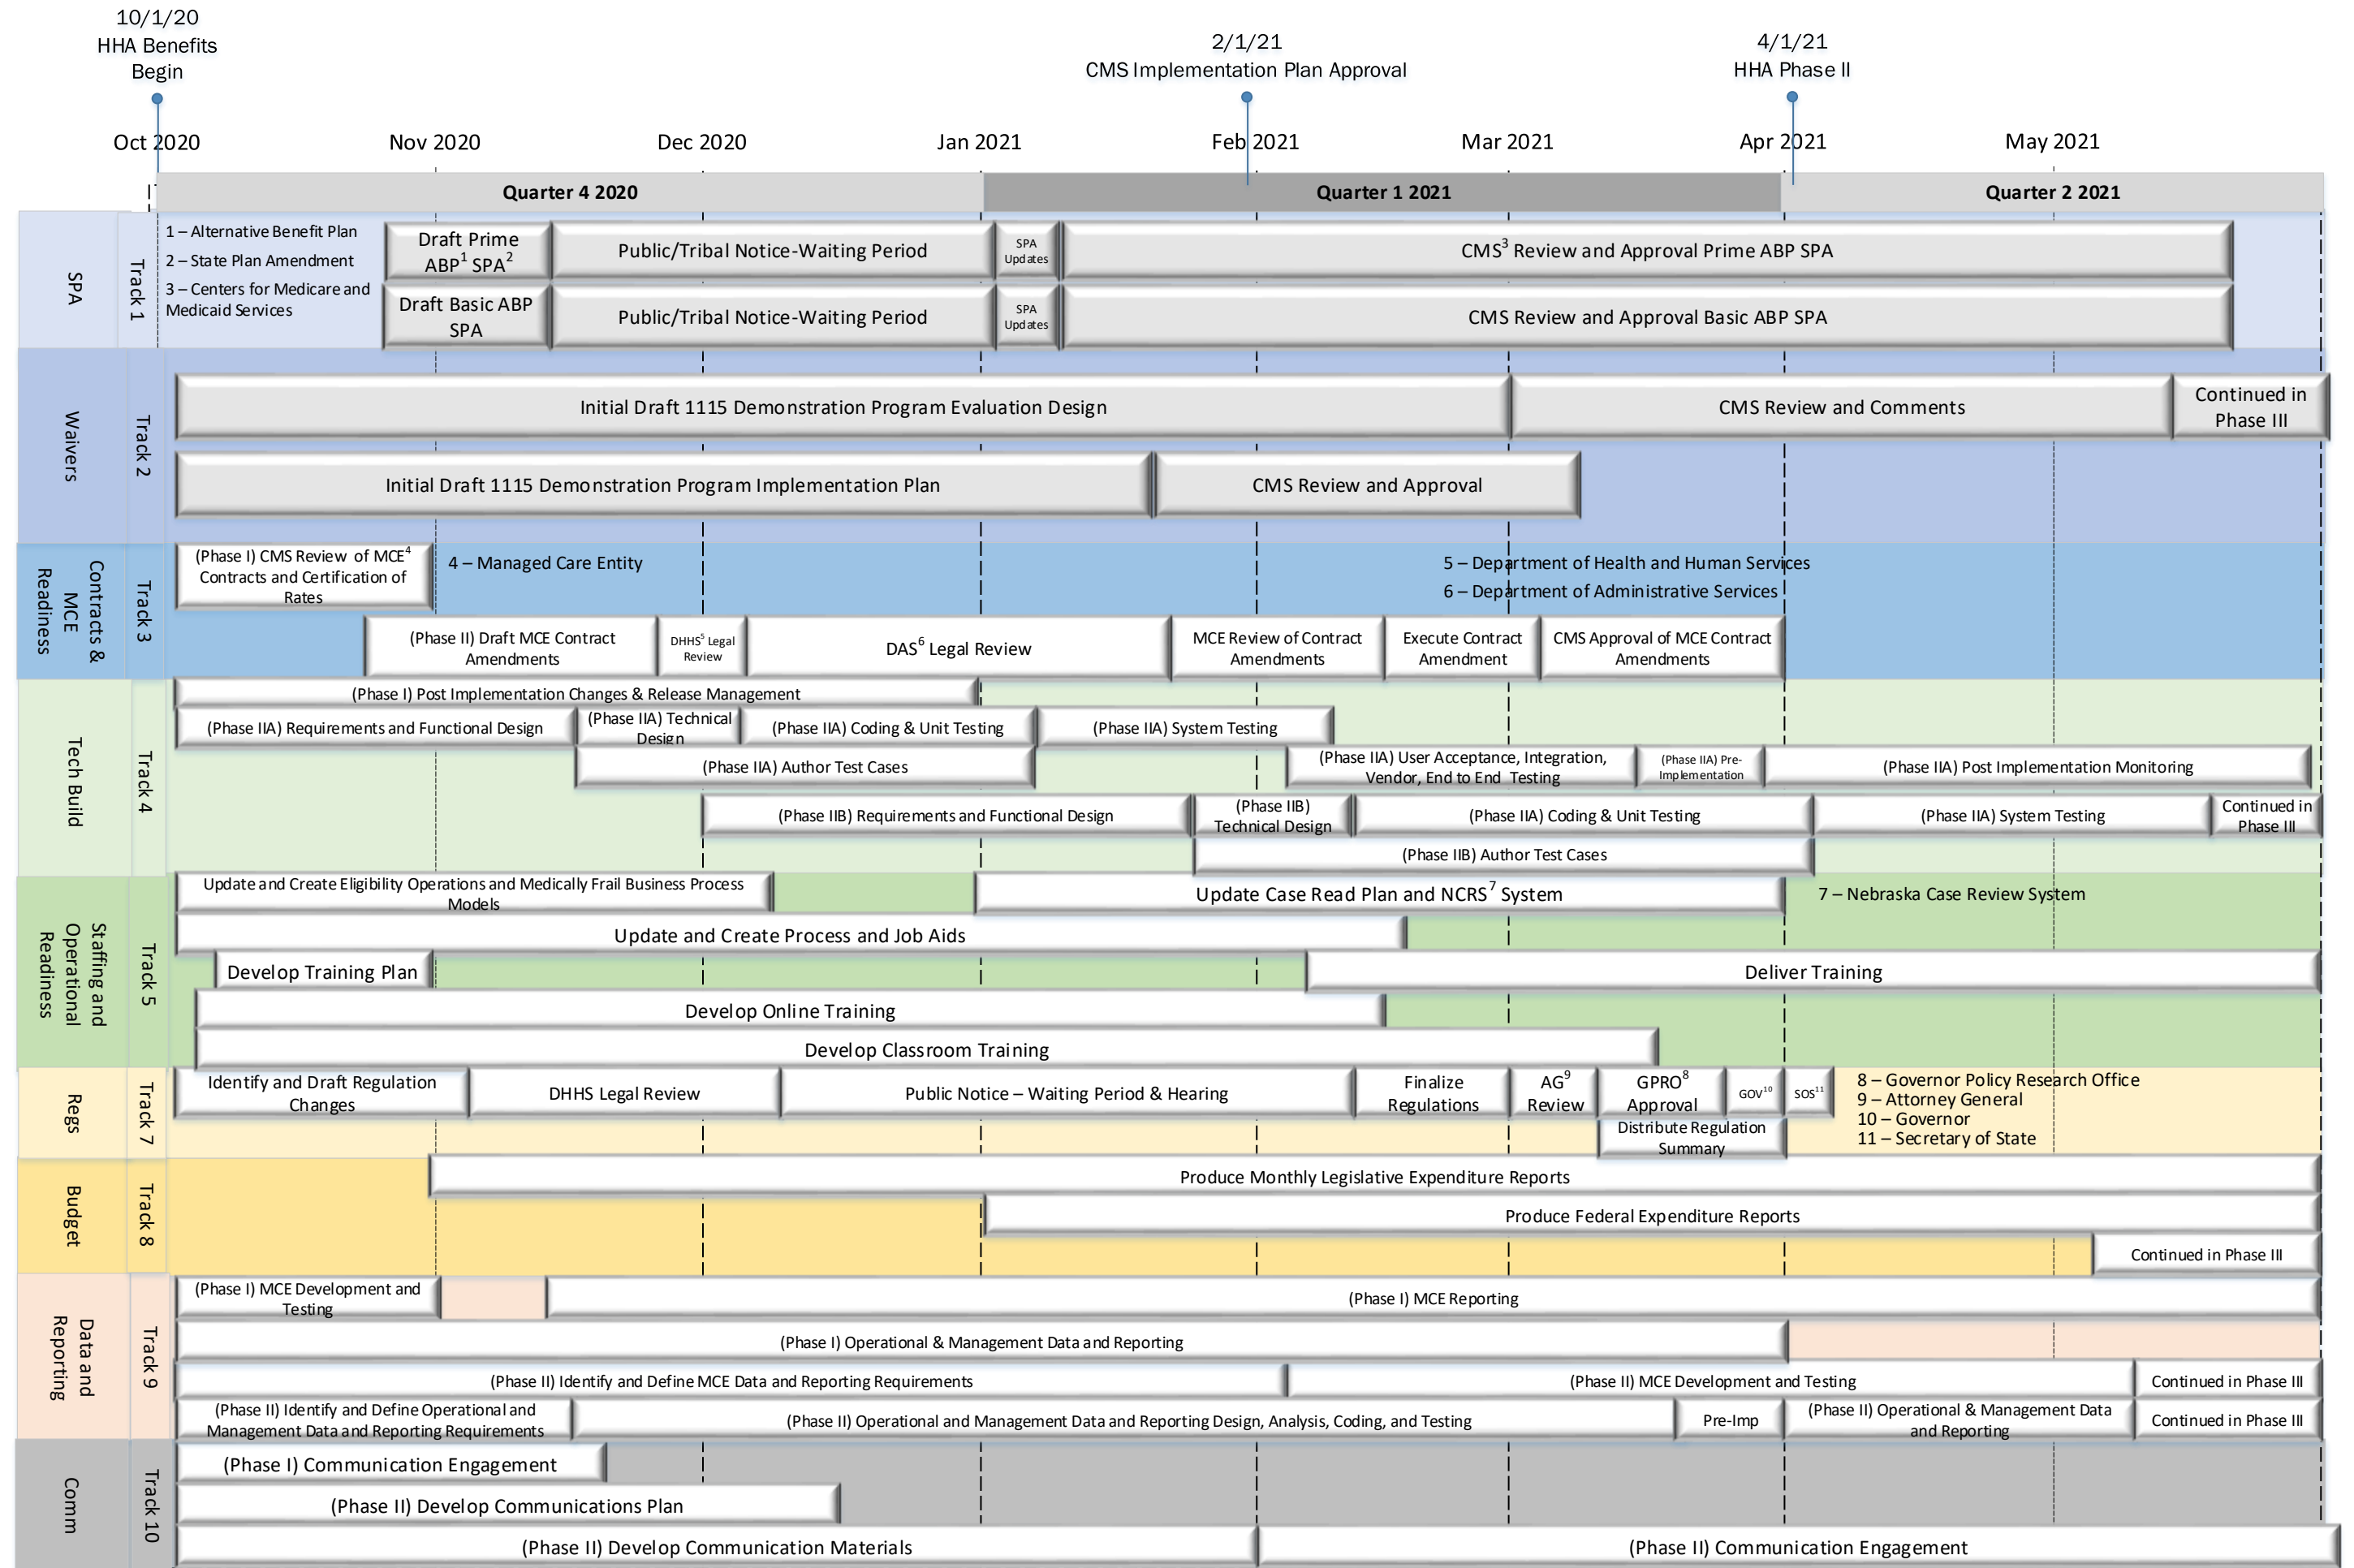 10/1/20
HHA Benefits
Begin
2/1/21
CMS Implementation Plan Approval
4/1/21
HHA Phase II
Oct 2020
Nov 2020
Dec 2020
Jan 2021
Feb 2021
Mar 2021
Apr 2021
May 2021
Quarter 4 2020
Quarter 1 2021
Quarter 2 2021
SPA
Track 1
1 – Alternative Benefit Plan
2 – State Plan Amendment
3 – Centers for Medicare and
Medicaid Services
Draft Prime
ABP1 SPA2
Public/Tribal Notice-Waiting Period
SPA
Updates
CMS3 Review and Approval Prime ABP SPA
Draft Basic ABP
SPA
Public/Tribal Notice-Waiting Period
SPA
Updates
CMS Review and Approval Basic ABP SPA
Waivers
Track 2
Initial Draft 1115 Demonstration Program Evaluation Design
CMS Review and Comments
Continued in
Phase III
Initial Draft 1115 Demonstration Program Implementation Plan
CMS Review and Approval
Contracts &
MCE
Readiness
Track 3
(Phase I) CMS Review of MCE4
Contracts and Certification of
Rates
4 – Managed Care Entity
5 – Department of Health and Human Services
6 – Department of Administrative Services
(Phase II) Draft MCE Contract
Amendments
DHHS5 Legal
Review
DAS6 Legal Review
MCE Review of Contract
Amendments
Execute Contract
Amendment
CMS Approval of MCE Contract
Amendments
Tech Build
Track 4
(Phase I) Post Implementation Changes & Release Management
(Phase IIA) Requirements and Functional Design
(Phase IIA) Technical
Design
(Phase IIA) Coding & Unit Testing
(Phase IIA) System Testing
(Phase IIA) Author Test Cases
(Phase IIA) User Acceptance, Integration,
Vendor, End to End Testing
(Phase IIA) Pre-
Implementation
(Phase IIA) Post Implementation Monitoring
(Phase IIB) Requirements and Functional Design
(Phase IIB)
Technical Design
(Phase IIA) Coding & Unit Testing
(Phase IIA) System Testing
Continued in
Phase III
(Phase IIB) Author Test Cases
Staffing and
Operational
Readiness
Track 5
Update and Create Eligibility Operations and Medically Frail Business Process
Models
Update Case Read Plan and NCRS7 System
7 – Nebraska Case Review System
Update and Create Process and Job Aids
Develop Training Plan
Deliver Training
Develop Online Training
Develop Classroom Training
Regs
Track 7
Identify and Draft Regulation
Changes
DHHS Legal Review
Public Notice – Waiting Period & Hearing
Finalize
Regulations
AG9
Review
GPRO8
Approval
GOV10
SOS11
8 – Governor Policy Research Office
9 – Attorney General
10 – Governor
11 – Secretary of State
Distribute Regulation
Summary
Budget
Track 8
Produce Monthly Legislative Expenditure Reports
Produce Federal Expenditure Reports
Continued in Phase III
Data and
Reporting
Track 9
(Phase I) MCE Development and
Testing
(Phase I) MCE Reporting
(Phase I) Operational & Management Data and Reporting
(Phase II) Identify and Define MCE Data and Reporting Requirements
(Phase II) MCE Development and Testing
Continued in Phase III
(Phase II) Identify and Define Operational and
Management Data and Reporting Requirements
(Phase II) Operational and Management Data and Reporting Design, Analysis, Coding, and Testing
Pre-Imp
(Phase II) Operational & Management Data
and Reporting
Continued in Phase III
Comm
Track 10
(Phase I) Communication Engagement
(Phase II) Develop Communications Plan
(Phase II) Develop Communication Materials
(Phase II) Communication Engagement